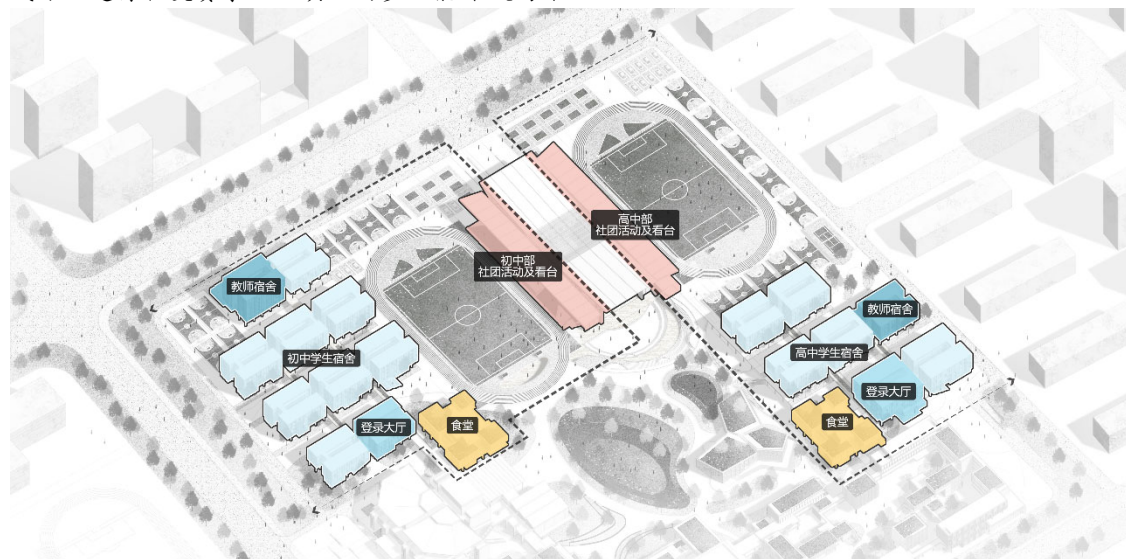 高中部
社团活动及看台
初中部
社团活动及看台
教师宿舍
教师宿舍
初中学生宿舍
高中学生宿舍
登录大厅
登录大厅
食堂
食堂